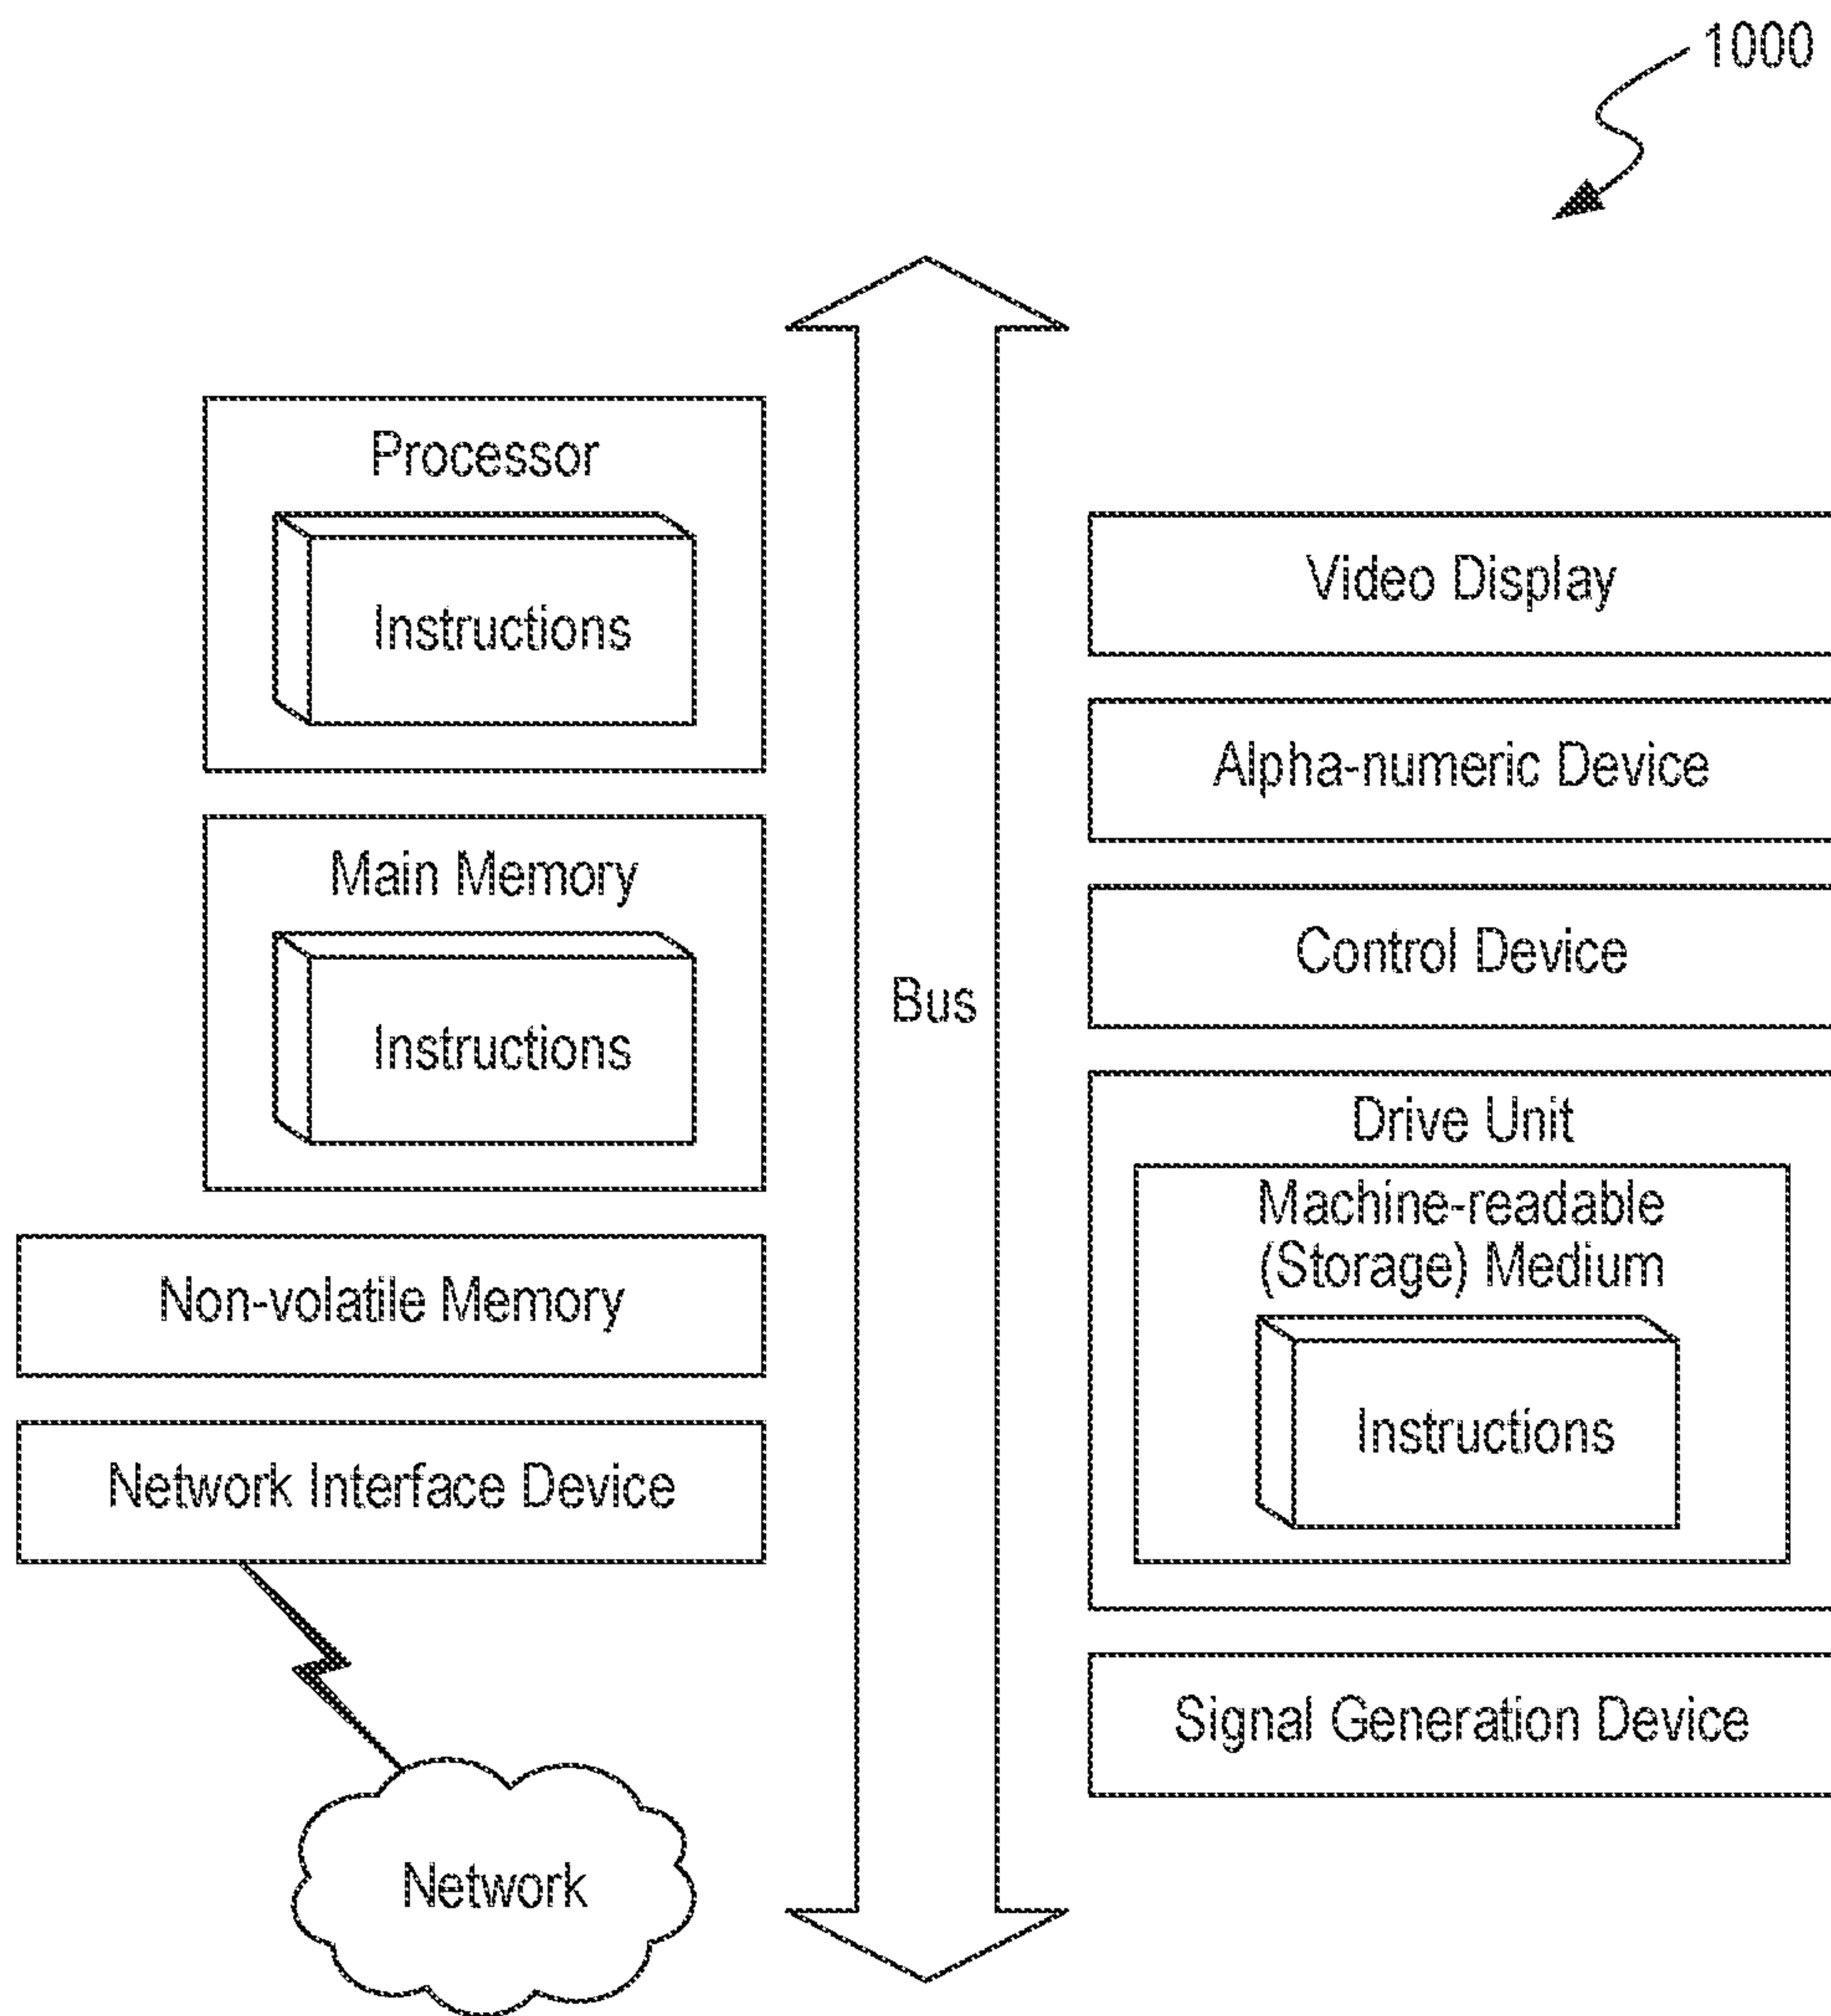 1000
Processor
Instructions
Main Memory
Instructions
Non-volatile Memory
Network Interface Device
Network
Bus
Video Display
Alpha-numeric Device
Control Device
Drive Unit
Machine-readable
(Storage) Medium
Instructions
Signal Generation Device